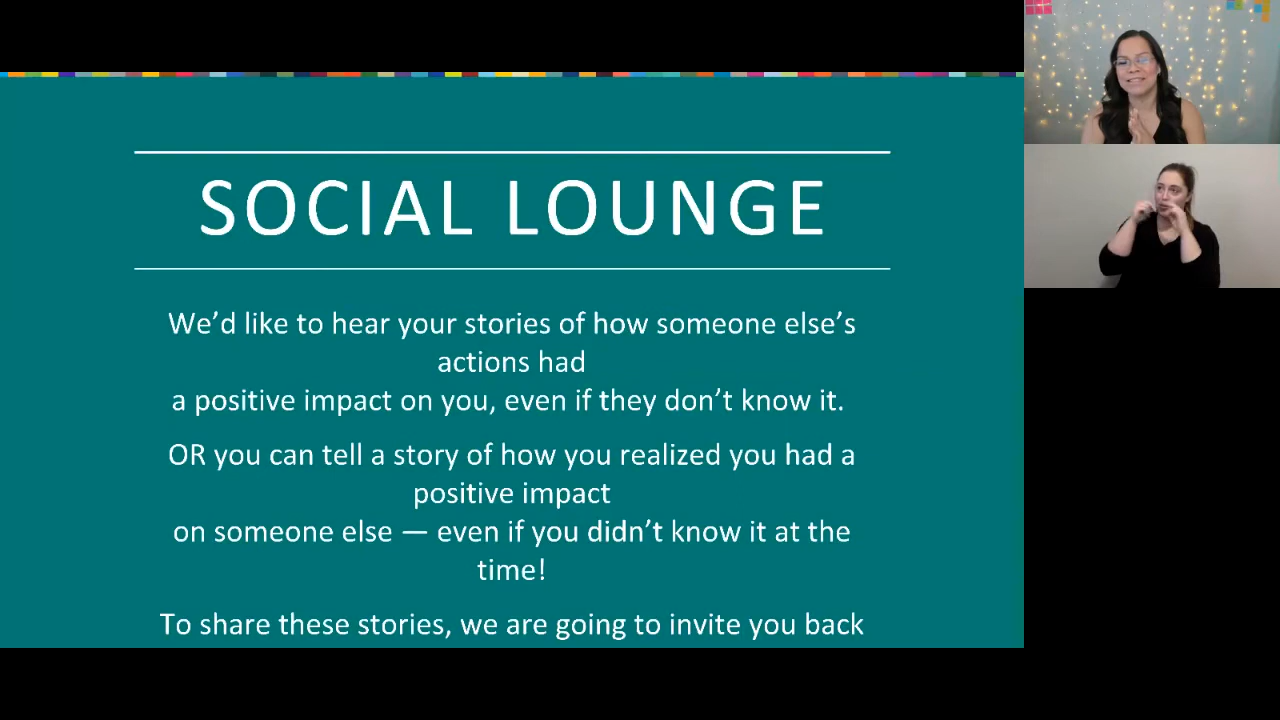 SOCIAL LOUNGE
We’d like to hear your stories of how someone else’s
actions had
a positive impact on you, even if they don’t know it.
OR you can tell a story of how you realized you had a
positive impact
on someone else — even if you didn’t know it at the
time!
To share these stories, we are going to invite you back